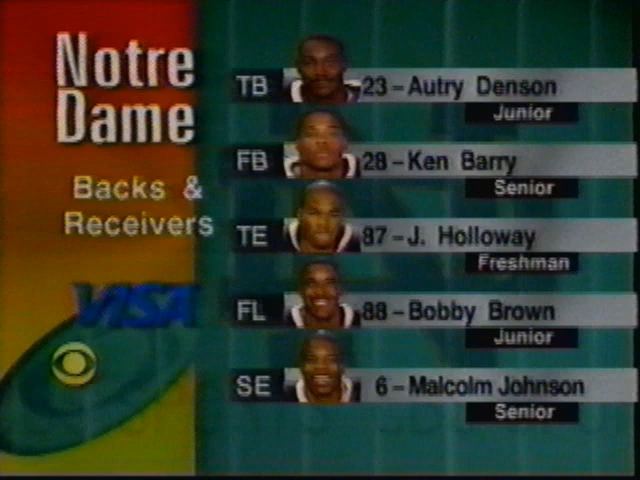 Notre
Dame
Backs &
Receivers
VISA
TB 23 – Autry Denson
Junior
FB 28 – Ken Barry
Senior
TE 87 – J. Holloway
Freshman
FL 88 – Bobby Brown
Junior
SE 6 – Malcolm Johnson
Senior